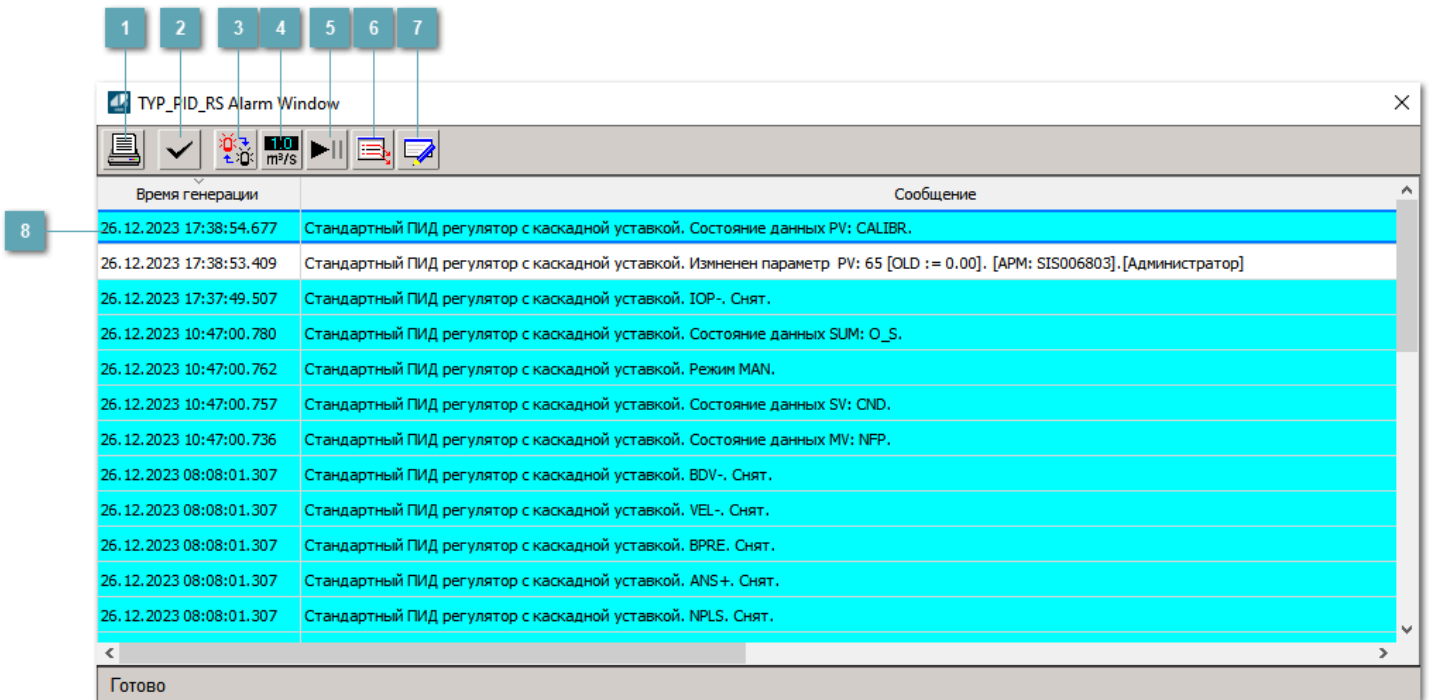 1 2 3 4 5 6 7
TYP_PID_RS Alarm Window
1.0
m³/s
Время генерации Сообщение
8
26.12.2023 17:38:54.677 Стандартный ПИД регулятор с каскадной уставкой. Состояние данных PV: CALIBR.
26.12.2023 17:38:53.409 Стандартный ПИД регулятор с каскадной уставкой. Измненен параметр PV: 65 [OLD := 0.00]. [АРМ: SIS006803].[Администратор]
26.12.2023 17:37:49.507 Стандартный ПИД регулятор с каскадной уставкой. IOP-. Снят.
26.12.2023 10:47:00.780 Стандартный ПИД регулятор с каскадной уставкой. Состояние данных SUM: O_S.
26.12.2023 10:47:00.762 Стандартный ПИД регулятор с каскадной уставкой. Режим MAN.
26.12.2023 10:47:00.757 Стандартный ПИД регулятор с каскадной уставкой. Состояние данных SV: CND.
26.12.2023 10:47:00.736 Стандартный ПИД регулятор с каскадной уставкой. Состояние данных MV: NFP.
26.12.2023 08:08:01.307 Стандартный ПИД регулятор с каскадной уставкой. BDV-. Снят.
26.12.2023 08:08:01.307 Стандартный ПИД регулятор с каскадной уставкой. VEL-. Снят.
26.12.2023 08:08:01.307 Стандартный ПИД регулятор с каскадной уставкой. BPRE. Снят.
26.12.2023 08:08:01.307 Стандартный ПИД регулятор с каскадной уставкой. ANS+. Снят.
26.12.2023 08:08:01.307 Стандартный ПИД регулятор с каскадной уставкой. NPLS. Снят.
Готово